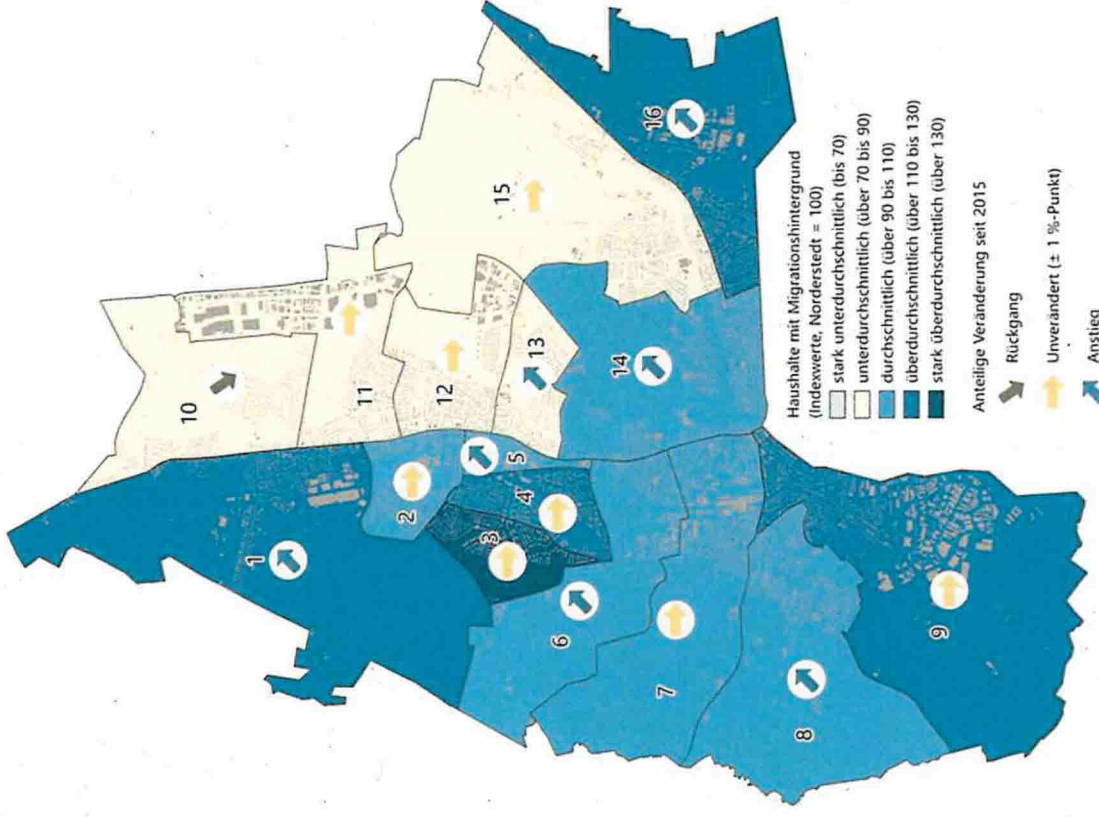 10
15
16
11
12
13
14
1
2
5
4
3
6
7
8
9
Haushalte mit Migrationshintergrund
(Indexwerte, Norderstedt = 100)
stark unterdurchschnittlich (bis 70)
unterdurchschnittlich (über 70 bis 90)
durchschnittlich (über 90 bis 110)
überdurchschnittlich (über 110 bis 130)
stark überdurchschnittlich (über 130)
Anteilige Veränderung seit 2015
Rückgang
Unverändert (± 1 %-Punkt)
Anstieg